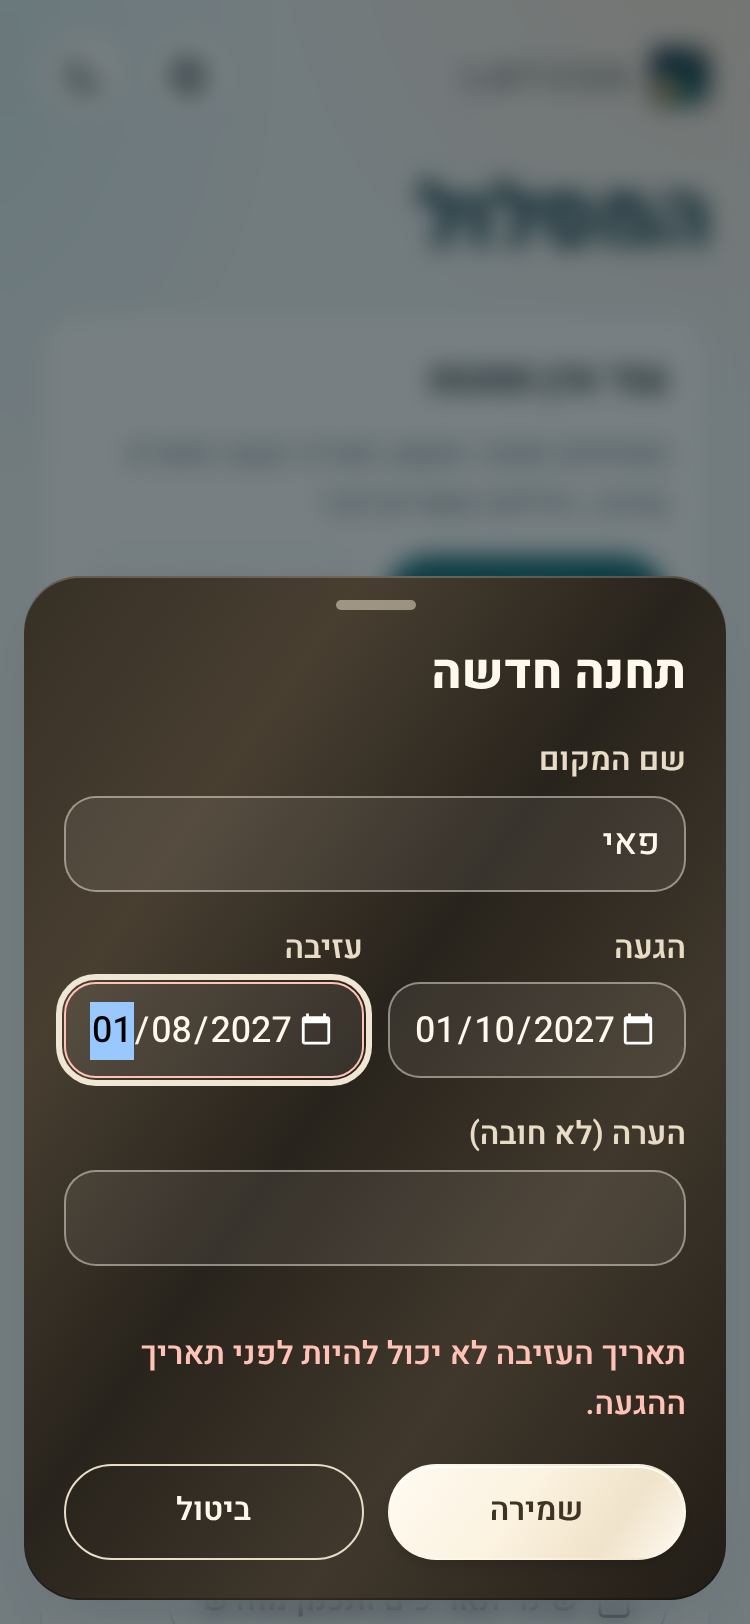 המסלול
תחנה חדשה
שם המקום
פאי
הגעה
עזיבה
01/10/2027
01/08/2027
הערה (לא חובה)
תאריך העזיבה לא יכול להיות לפני תאריך
ההגעה.
שמירה
ביטול